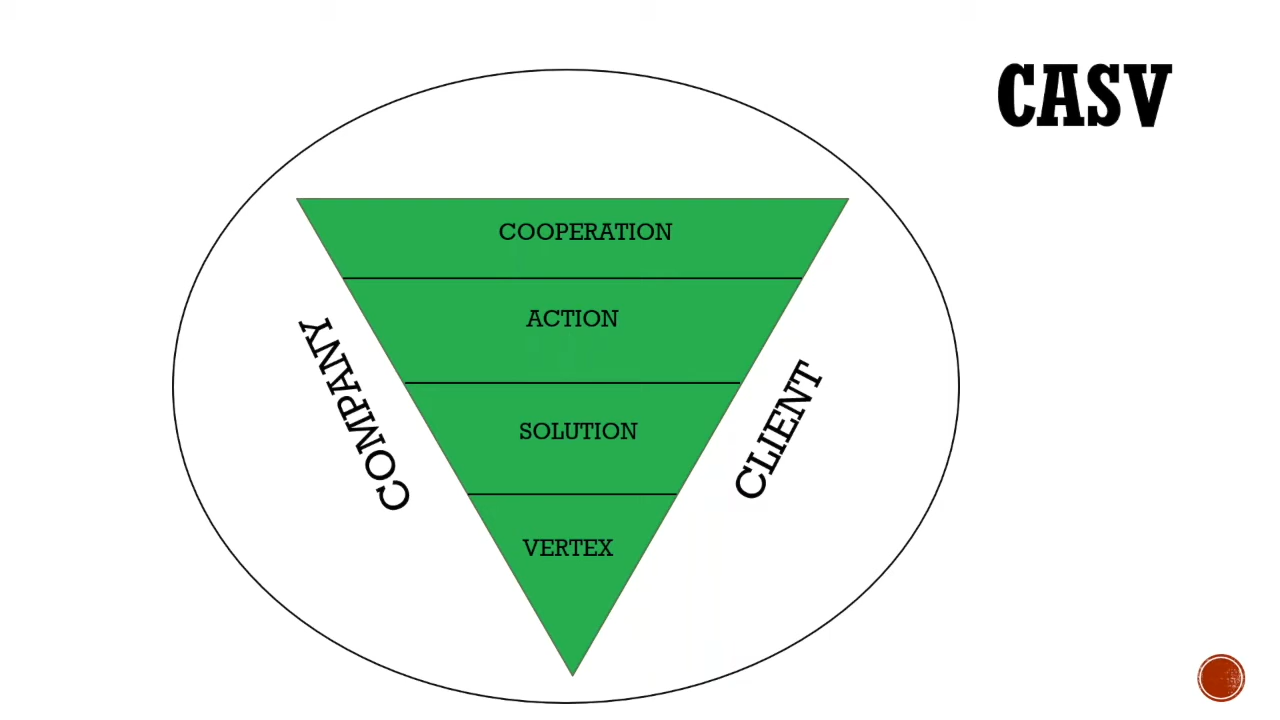 CASV
COOPERATION
ACTION
SOLUTION
VERTEX
COMPANY
CLIENT